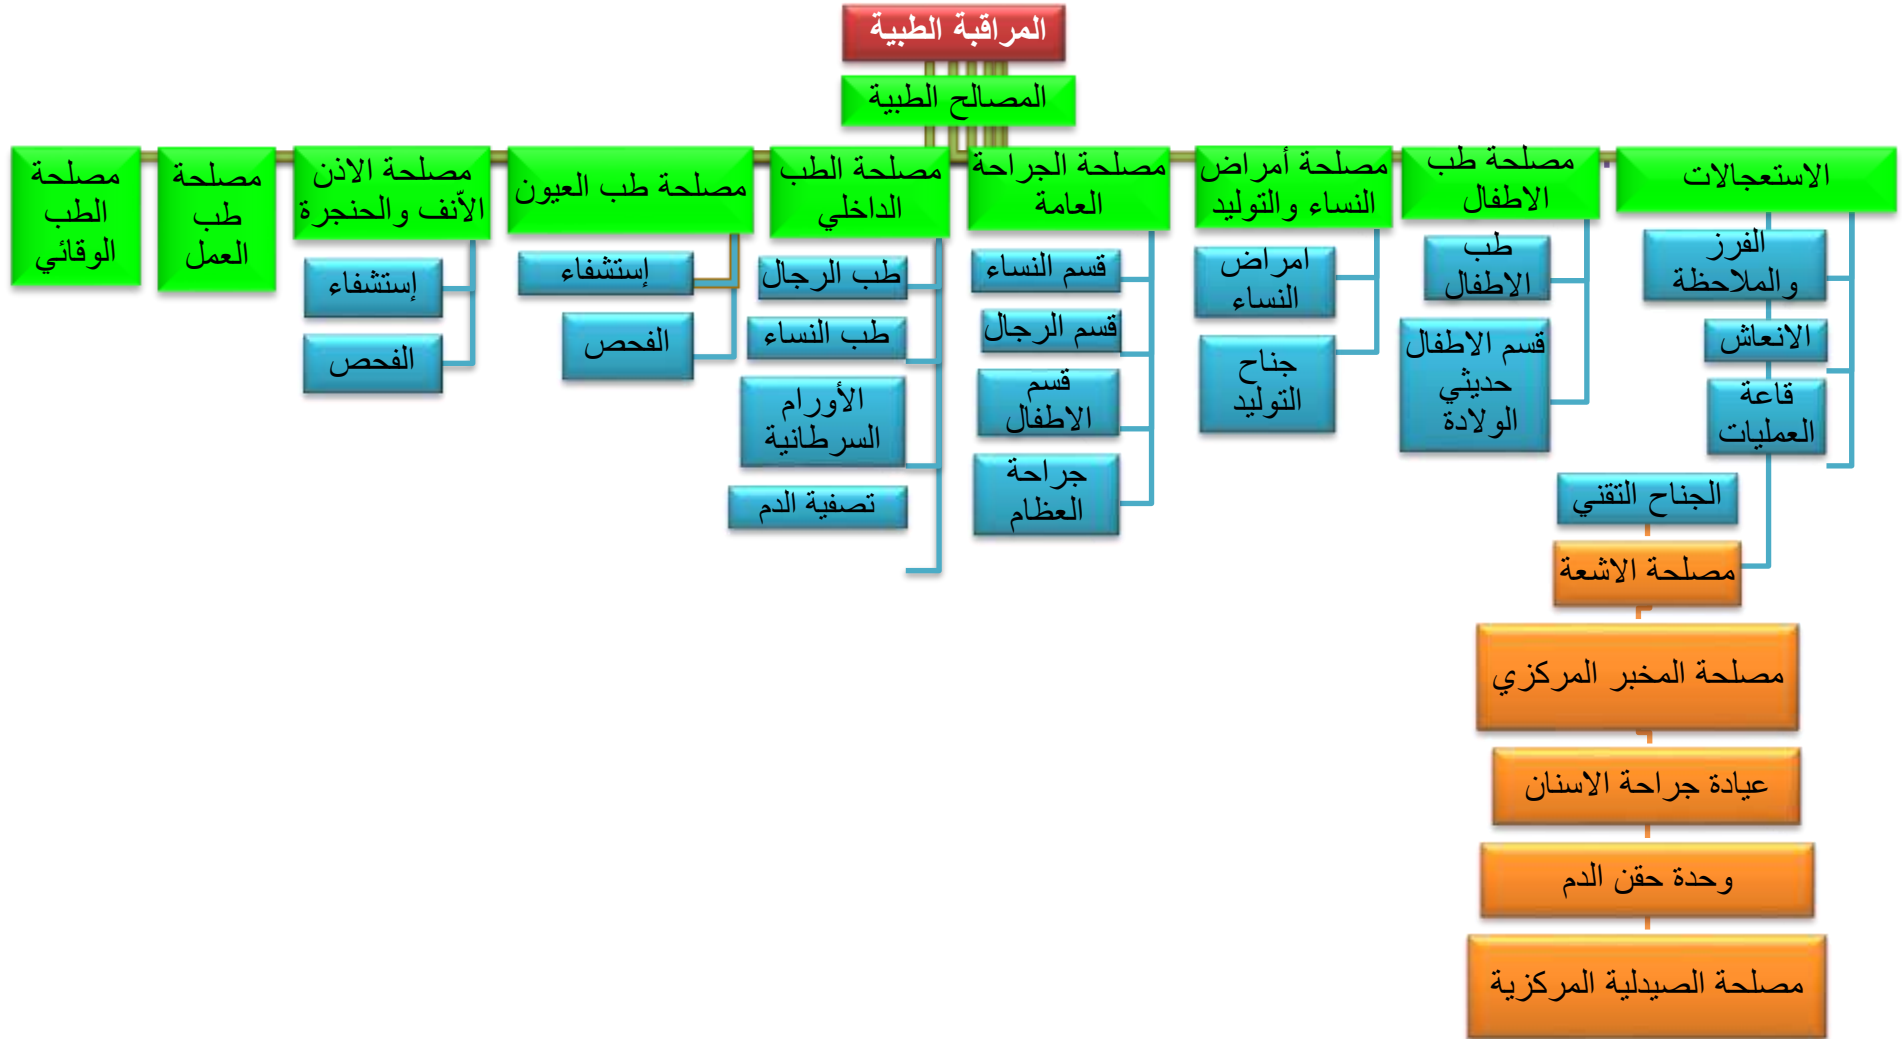 المراقبة الطبية
المصالح الطبية
الاستعجالات
الفرز
والملاحظة
الانعاش
قاعة
العمليات
الجناح التقني
مصلحة الاشعة
مصلحة المخبر المركزي
عيادة جراحة الاسنان
وحدة حقن الدم
مصلحة الصيدلية المركزية
مصلحة طب
الاطفال
طب
الاطفال
قسم الاطفال
حديثي
الولادة
مصلحة أمراض
النساء والتوليد
امراض
النساء
جناح
التوليد
مصلحة الجراحة
العامة
قسم النساء
قسم الرجال
قسم
الاطفال
جراحة
العظام
مصلحة الطب
الداخلي
طب الرجال
طب النساء
الأورام
السرطانية
تصفية الدم
مصلحة طب العيون
إستشفاء
الفحص
مصلحة الاذن
الأنف والحنجرة
إستشفاء
الفحص
مصلحة
طب
العمل
مصلحة
الطب
الوقائي